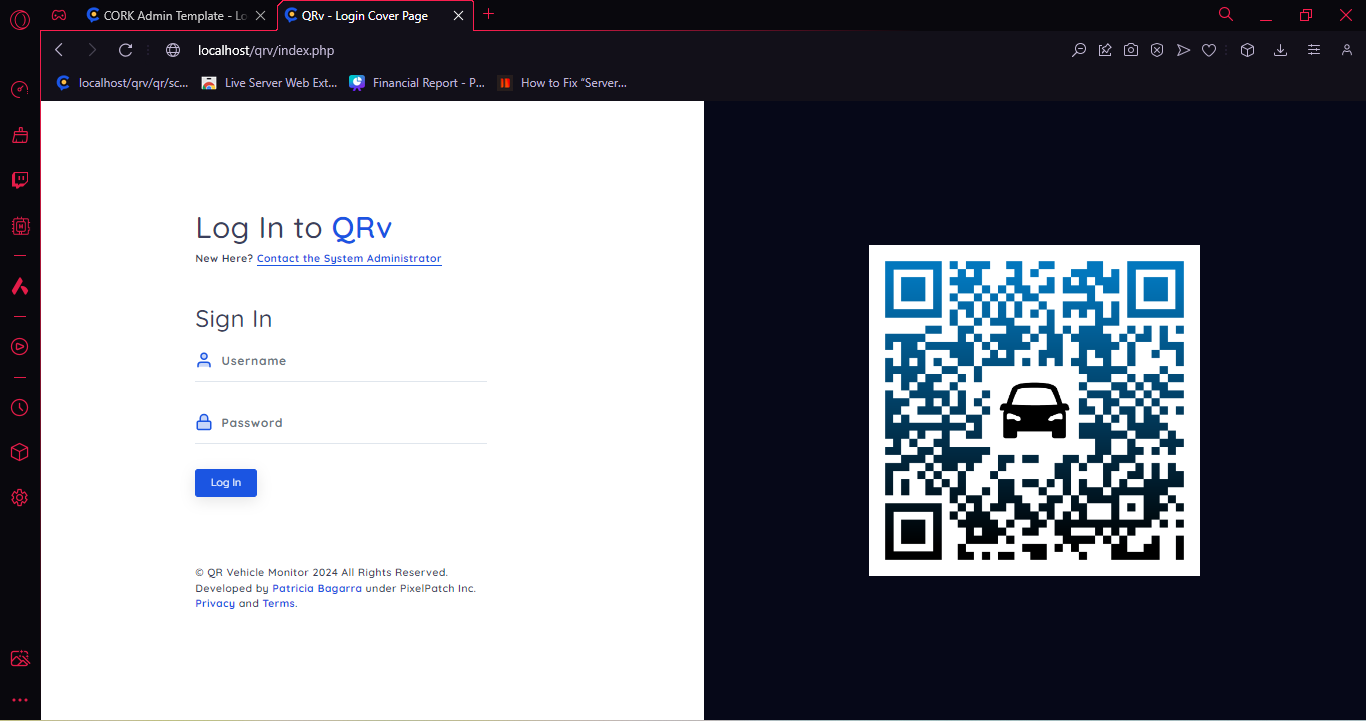 CORK Admin Template - Lo
QRv - Login Cover Page
localhost/qrv/index.php
localhost/qrv/qr/sc...
Live Server Web Ext...
Financial Report - P...
How to Fix “Server...
Log In to QRv
New Here? Contact the System Administrator
Sign In
Username
Password
Log In
© QR Vehicle Monitor 2024 All Rights Reserved.
Developed by Patricia Bagarra under PixelPatch Inc.
Privacy and Terms.